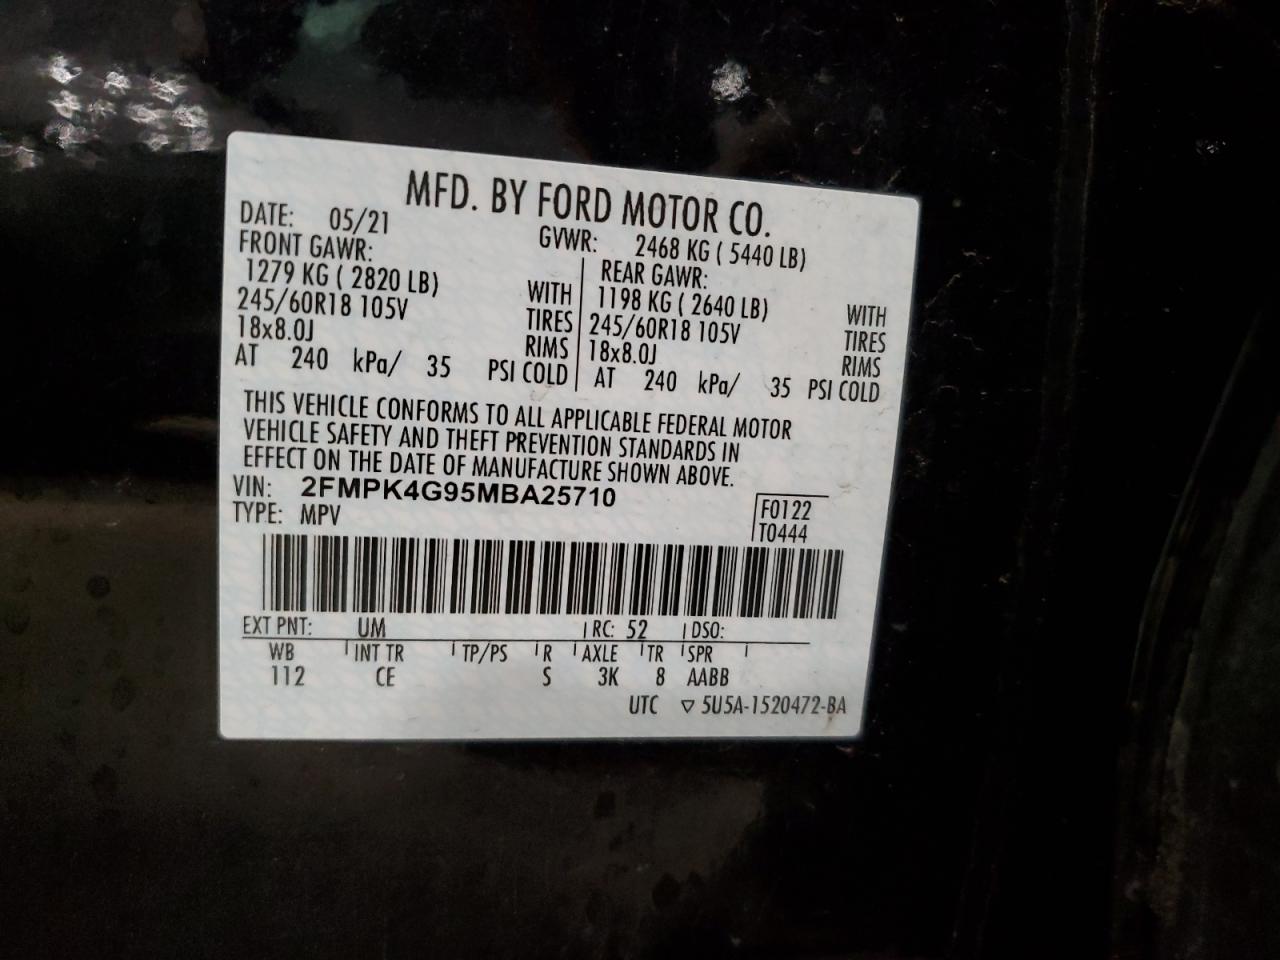 MFD. BY FORD MOTOR CO.
DATE: 05/21 GVWR: 2468 KG ( 5440 LB)
FRONT GAWR: REAR GAWR:
1279 KG ( 2820 LB) WITH 1198 KG ( 2640 LB) WITH
245/60R18 105V TIRES 245/60R18 105V TIRES
18x8.0J RIMS 18x8.0J RIMS
AT 240 kPa/ 35 PSI COLD AT 240 kPa/ 35 PSI COLD
THIS VEHICLE CONFORMS TO ALL APPLICABLE FEDERAL MOTOR
VEHICLE SAFETY AND THEFT PREVENTION STANDARDS IN
EFFECT ON THE DATE OF MANUFACTURE SHOWN ABOVE.
VIN: 2FMPK4G95MBA25710
TYPE: MPV
F0122
T0444
EXT PNT: UM RC: 52 DSO:
WB INT TR TP/PS R AXLE TR SPR
112 CE S 3K 8 AABB
UTC ▽ 5U5A-1520472-BA